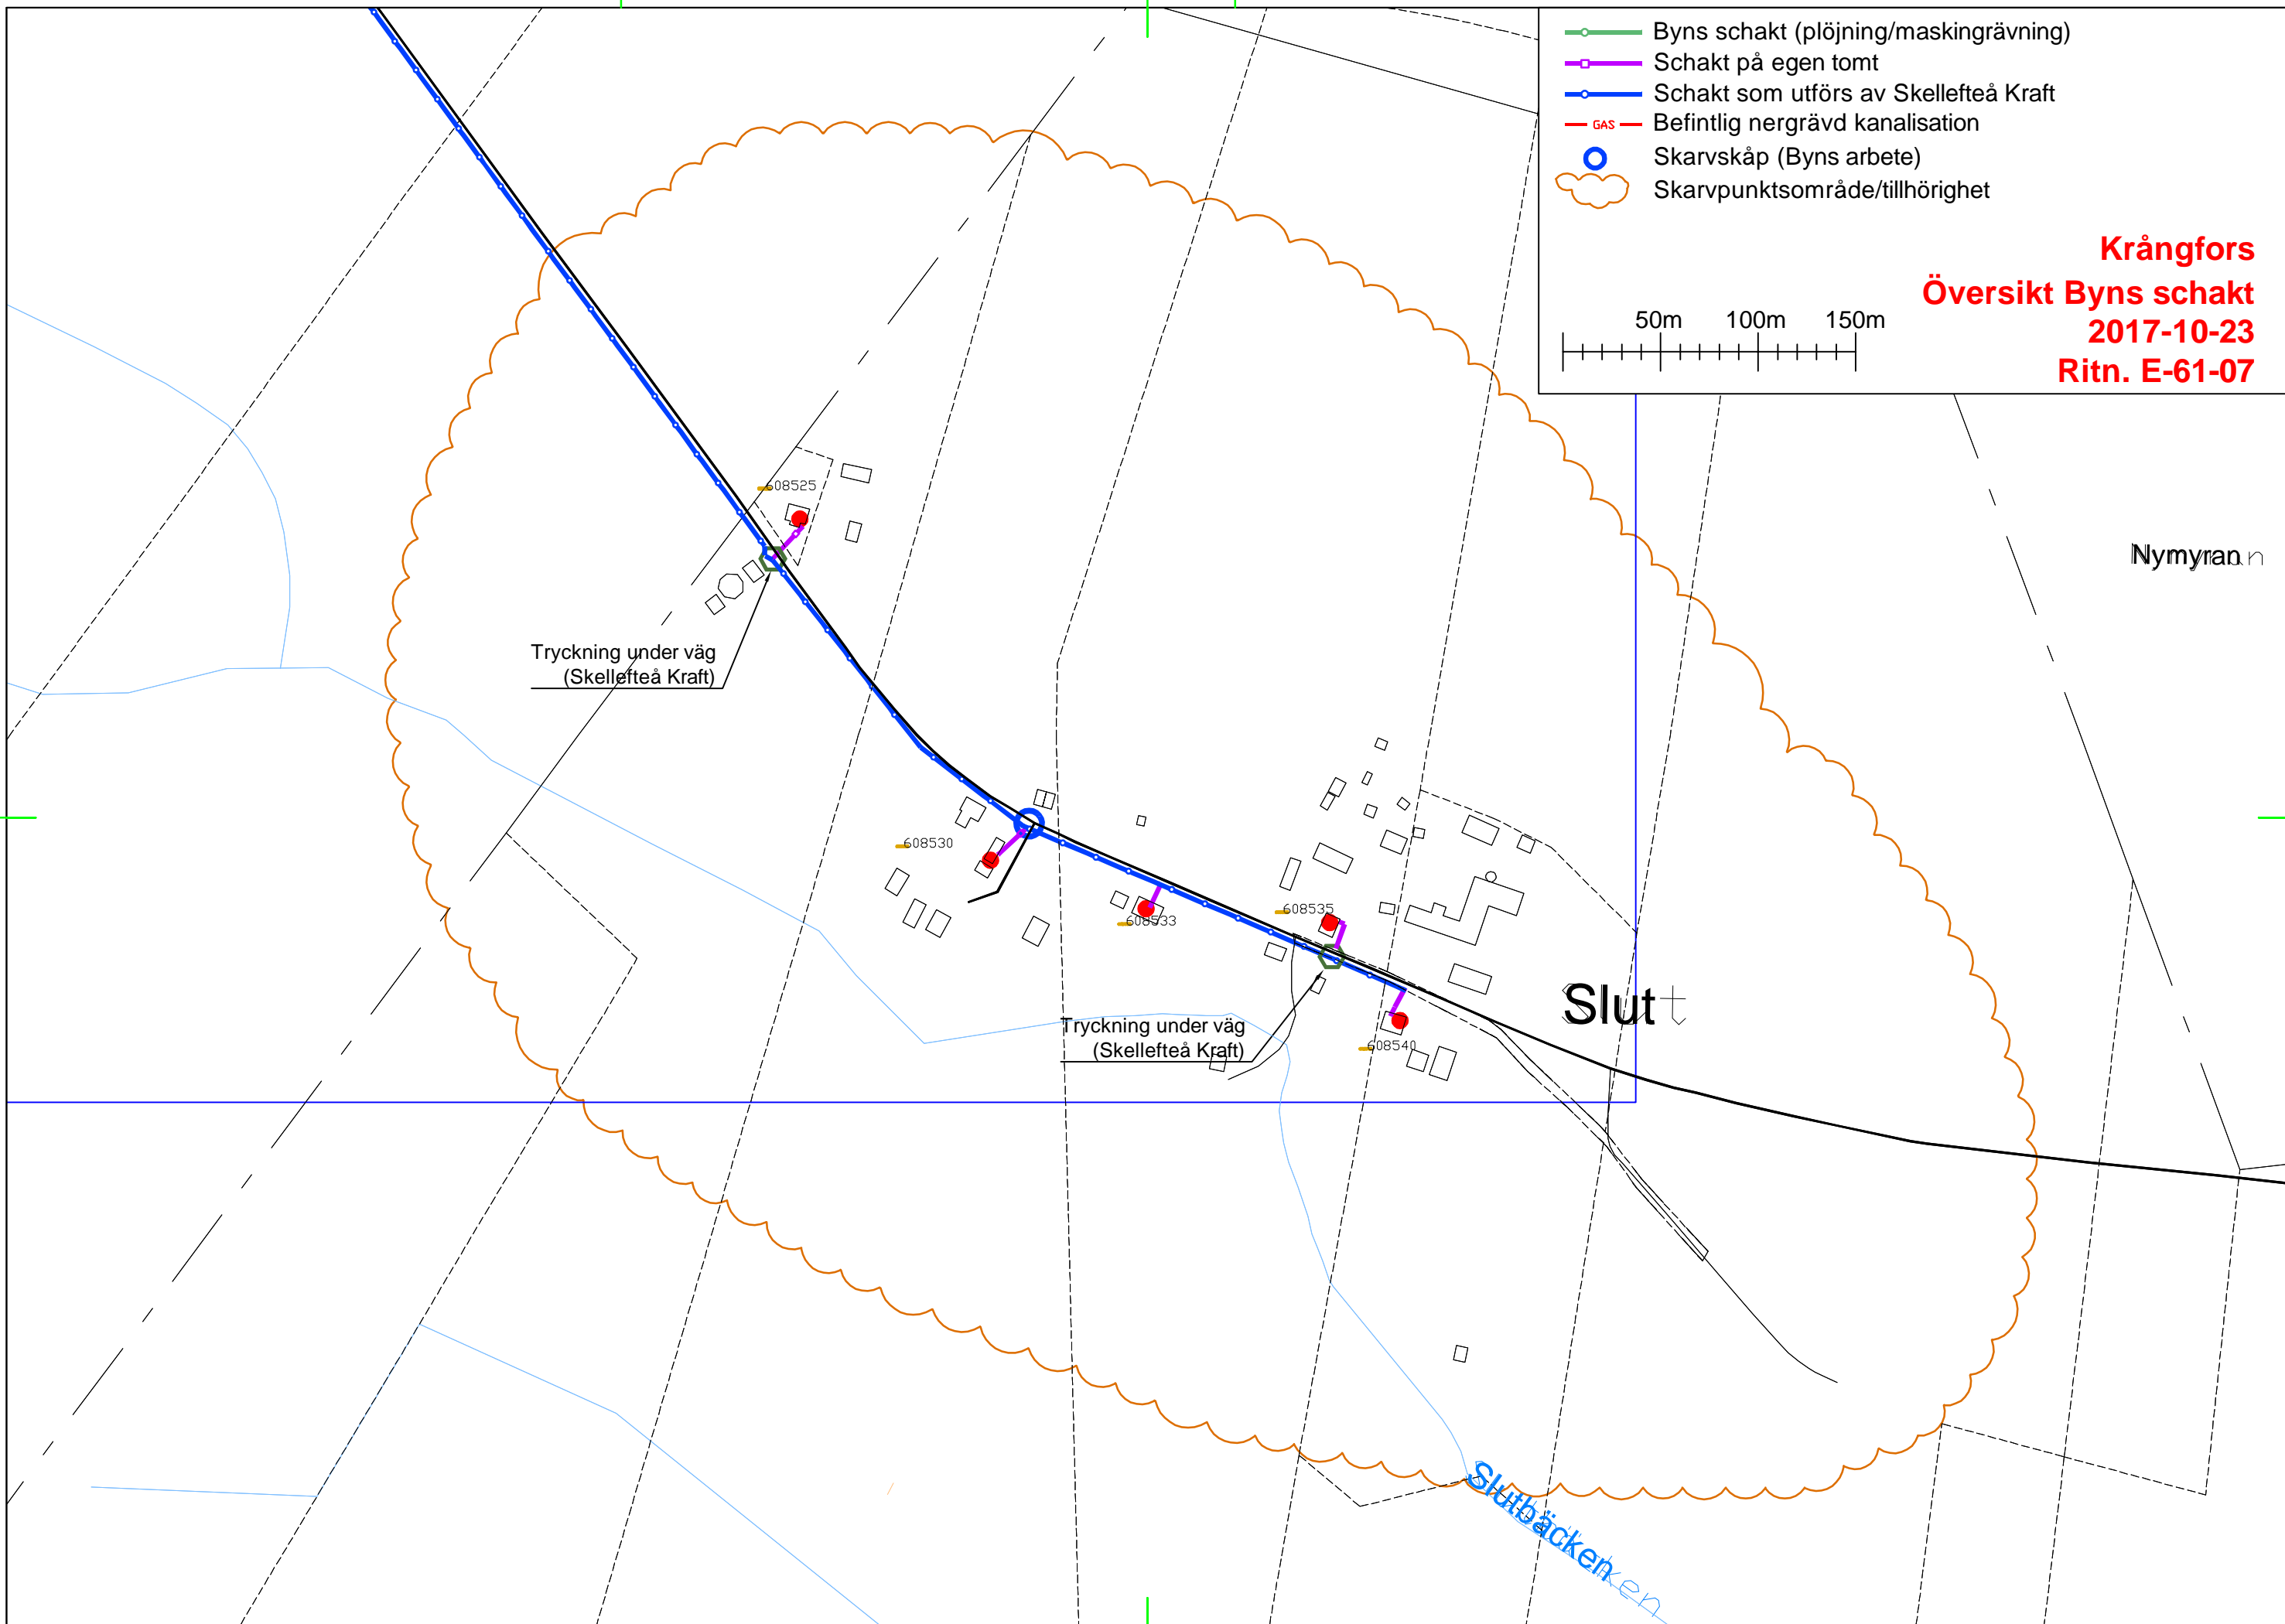 Byns schakt (plöjning/maskingrävning)
Schakt på egen tomt
Schakt som utförs av Skellefteå Kraft
GAS Befintlig nergrävd kanalisation
Skarvskåp (Byns arbete)
Skarvpunktsområde/tillhörighet
Krångfors
Översikt Byns schakt
2017-10-23
Ritn. E-61-07
50m 100m 150m
608525
Nymyran
Tryckning under väg
(Skellefteå Kraft)
608530
608533
608535
Slut
Tryckning under väg
(Skellefteå Kraft)
608540
Slutbäcken